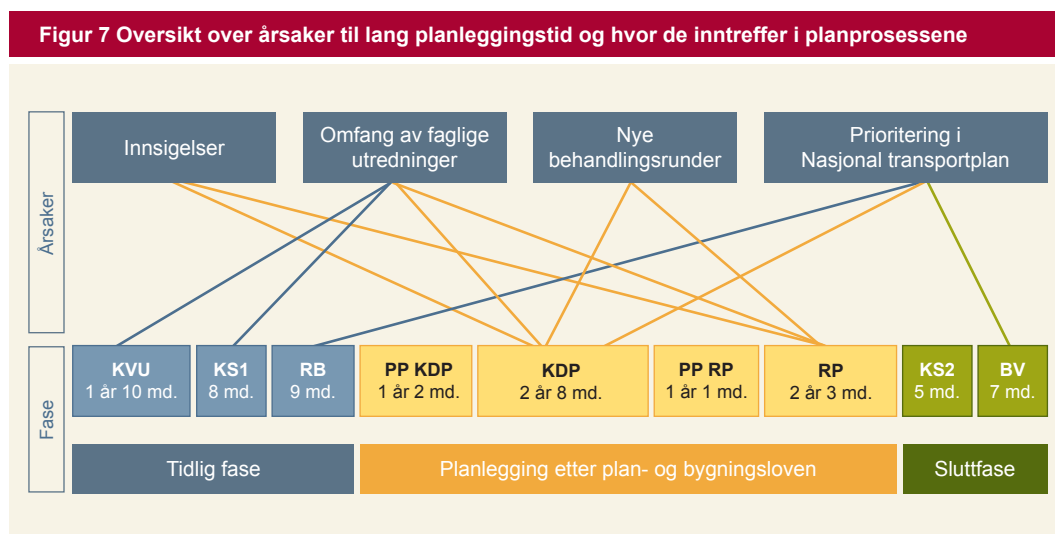 Figur 7 Oversikt over årsaker til lang planleggingstid og hvor de inntreffer i planprosessene
Årsaker
Innsigelser
Omfang av faglige
utredninger
Nye
behandlingsrunder
Prioritering i
Nasjonal transportplan
Fase
KVU
1 år 10 md.
KS1
8 md.
RB
9 md.
PP KDP
1 år 2 md.
KDP
2 år 8 md.
PP RP
1 år 1 md.
RP
2 år 3 md.
KS2
5 md.
BV
7 md.
Tidlig fase
Planlegging etter plan- og bygningsloven
Sluttfase